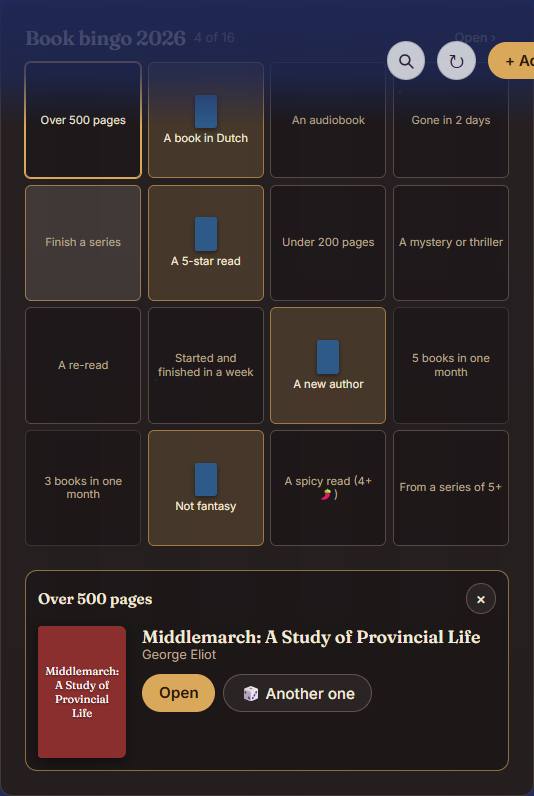 Book bingo 2026 4 of 16 Open ›
↻ + Ad
Over 500 pages
A book in Dutch
An audiobook
Gone in 2 days
Finish a series
A 5-star read
Under 200 pages
A mystery or thriller
A re-read
Started and
finished in a week
A new author
5 books in one
month
3 books in one
month
Not fantasy
A spicy read (4+
🌶️)
From a series of 5+
Over 500 pages ×
Middlemarch:
A Study of
Provincial
Life
Middlemarch: A Study of Provincial Life
George Eliot
Open 🎲 Another one